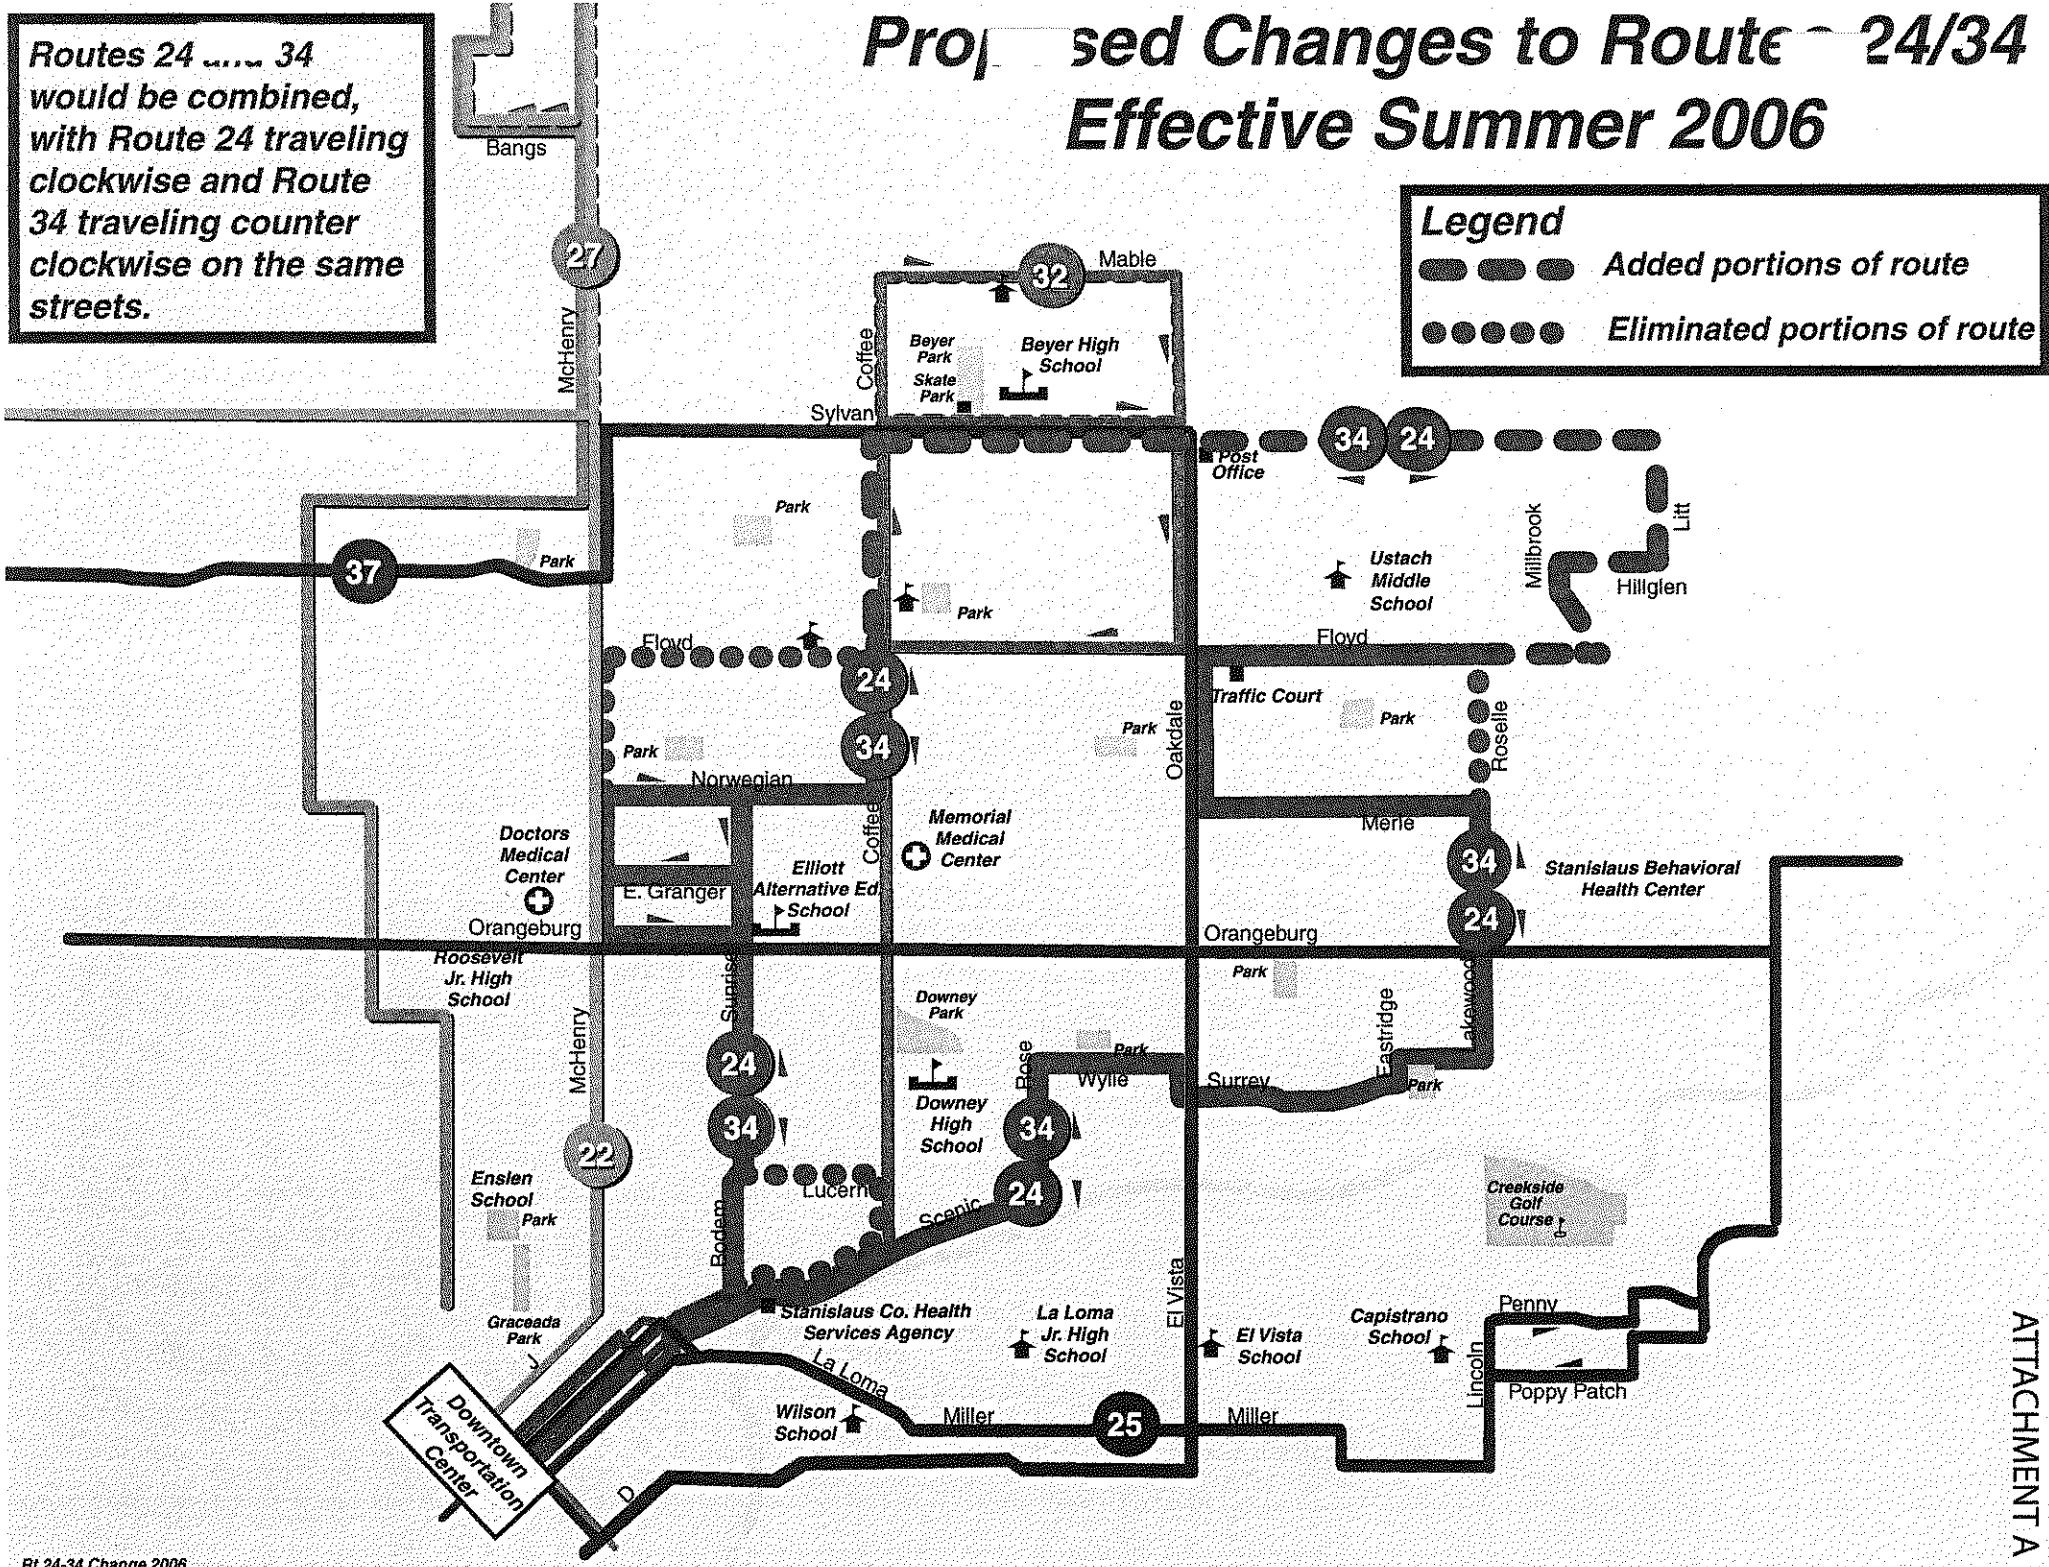 Proposed Changes to Routes 24/34
Effective Summer 2006
Routes 24 and 34
would be combined,
with Route 24 traveling
clockwise and Route
34 traveling counter
clockwise on the same
streets.
Legend
Added portions of route
Eliminated portions of route
Bangs
27
McHenry
32
Mable
Coffee
Beyer
Park
Skate
Park
Beyer High
School
Sylvan
34
24
Post
Office
Litt
Millbrook
Hillglen
Ustach
Middle
School
Park
37
Park
Park
Floyd
Floyd
24
34
Traffic Court
Park
Park
Park
Oakdale
Roselle
Norwegian
Coffee
Merle
Doctors
Medical
Center
Memorial
Medical
Center
Elliott
Alternative Ed.
School
E. Granger
34
24
Stanislaus Behavioral
Health Center
Orangeburg
Orangeburg
Roosevelt
Jr. High
School
Sunrise
Park
Downey
Park
Eastridge
Lakewood
McHenry
24
34
Rose
Park
Wylie
Surrey
Park
Downey
High
School
34
24
22
Enslen
School
Park
Lucern
Bodem
Scenic
Creekside
Golf
Course
El Vista
Graceada
Park
J
Stanislaus Co. Health
Services Agency
La Loma
Jr. High
School
El Vista
School
Capistrano
School
Penny
Lincoln
Poppy Patch
La Loma
Wilson
School
Miller
25
Miller
Downtown
Transportation
Center
D
ATTACHMENT A
Rt 24-34 Change 2006